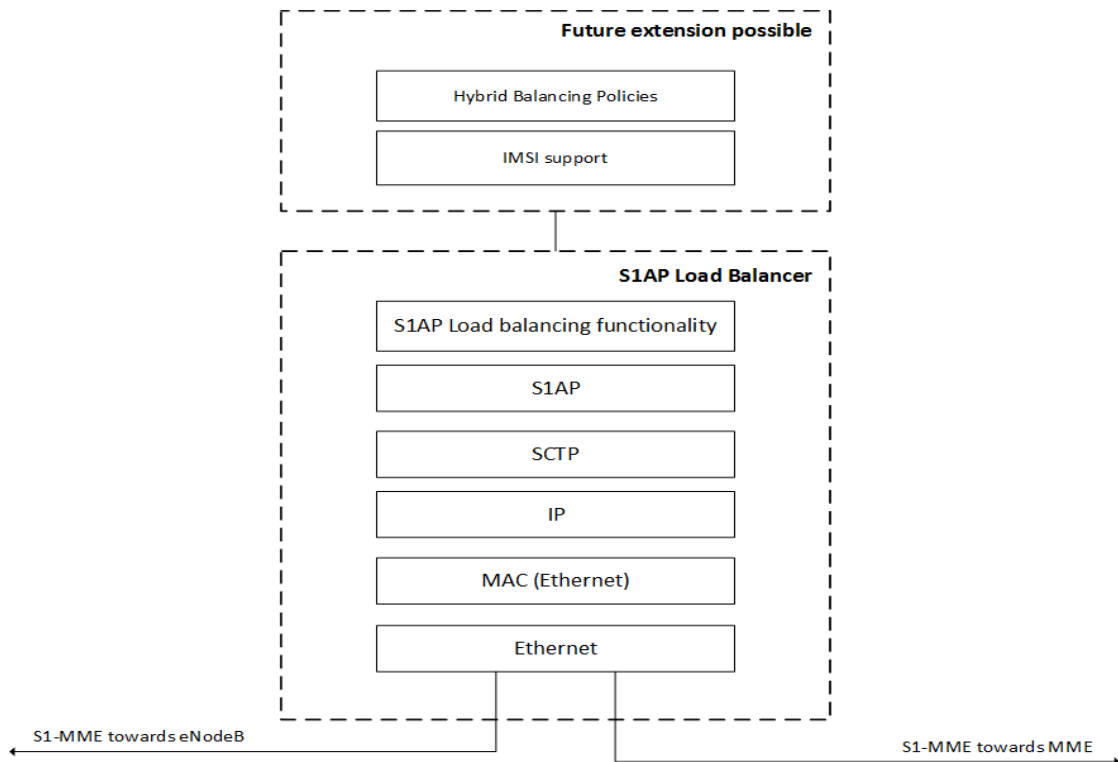 Future extension possible
Hybrid Balancing Policies
IMSI support
S1AP Load Balancer
S1AP Load balancing functionality
S1AP
SCTP
IP
MAC (Ethernet)
Ethernet
S1-MME towards eNodeB
S1-MME towards MME